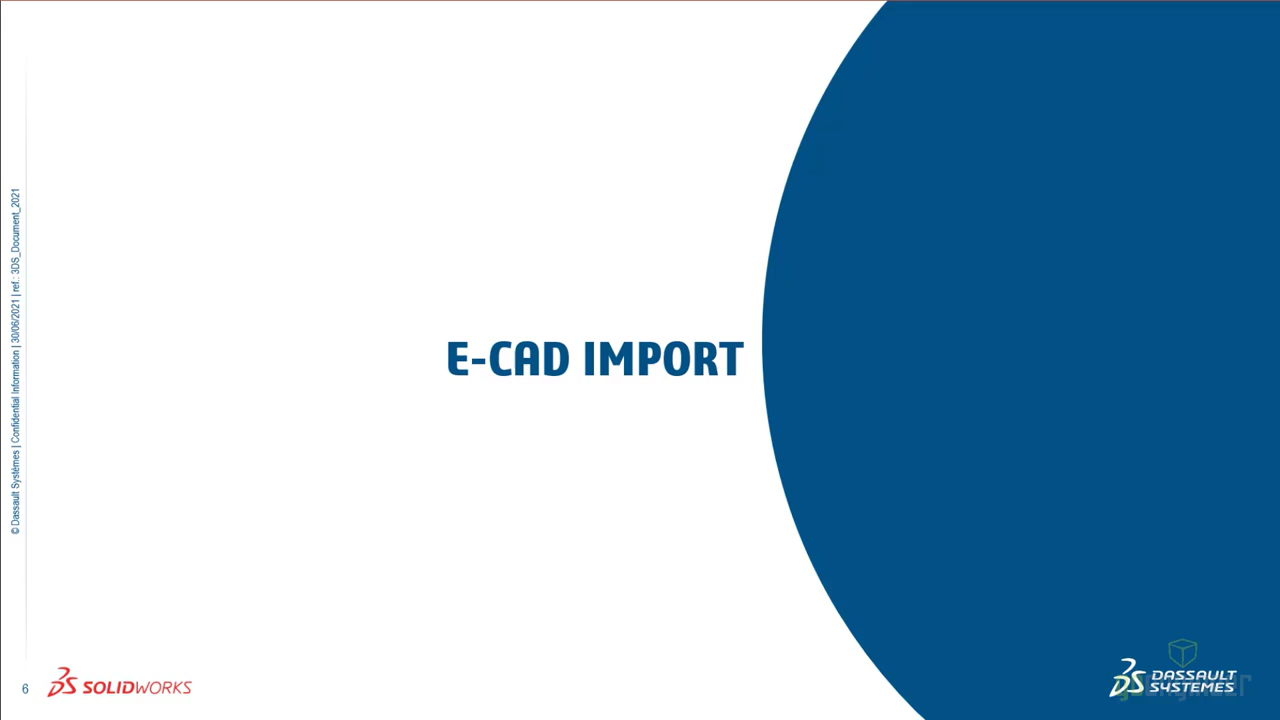 © Dassault Systèmes | Confidential Information | 30/06/2021 | ref.: 3DS_Document_2021
E-CAD IMPORT
6
SOLIDWORKS
DASSAULT
SYSTEMES